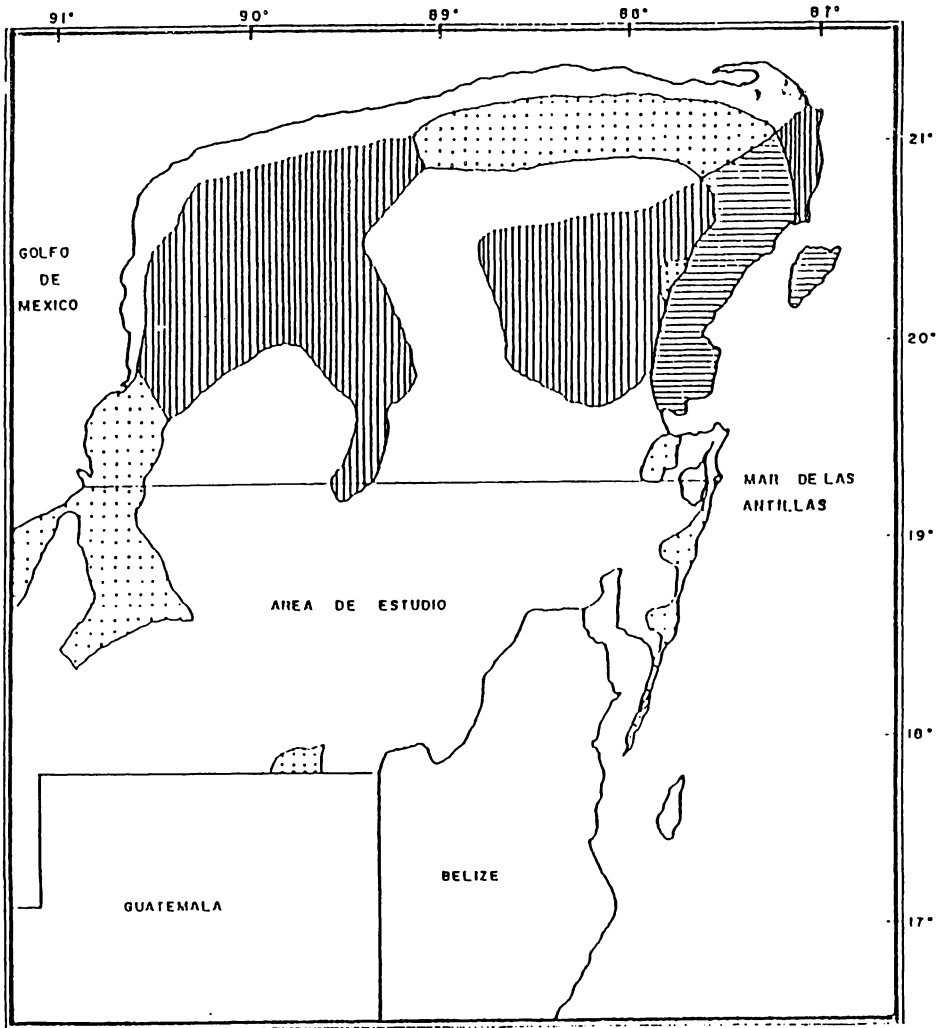 91° 90° 89° 88° 87°
21°
GOLFO
DE
MEXICO
20°
MAR DE LAS
ANTILLAS
19°
AREA DE ESTUDIO
18°
BELIZE
GUATEMALA
17°